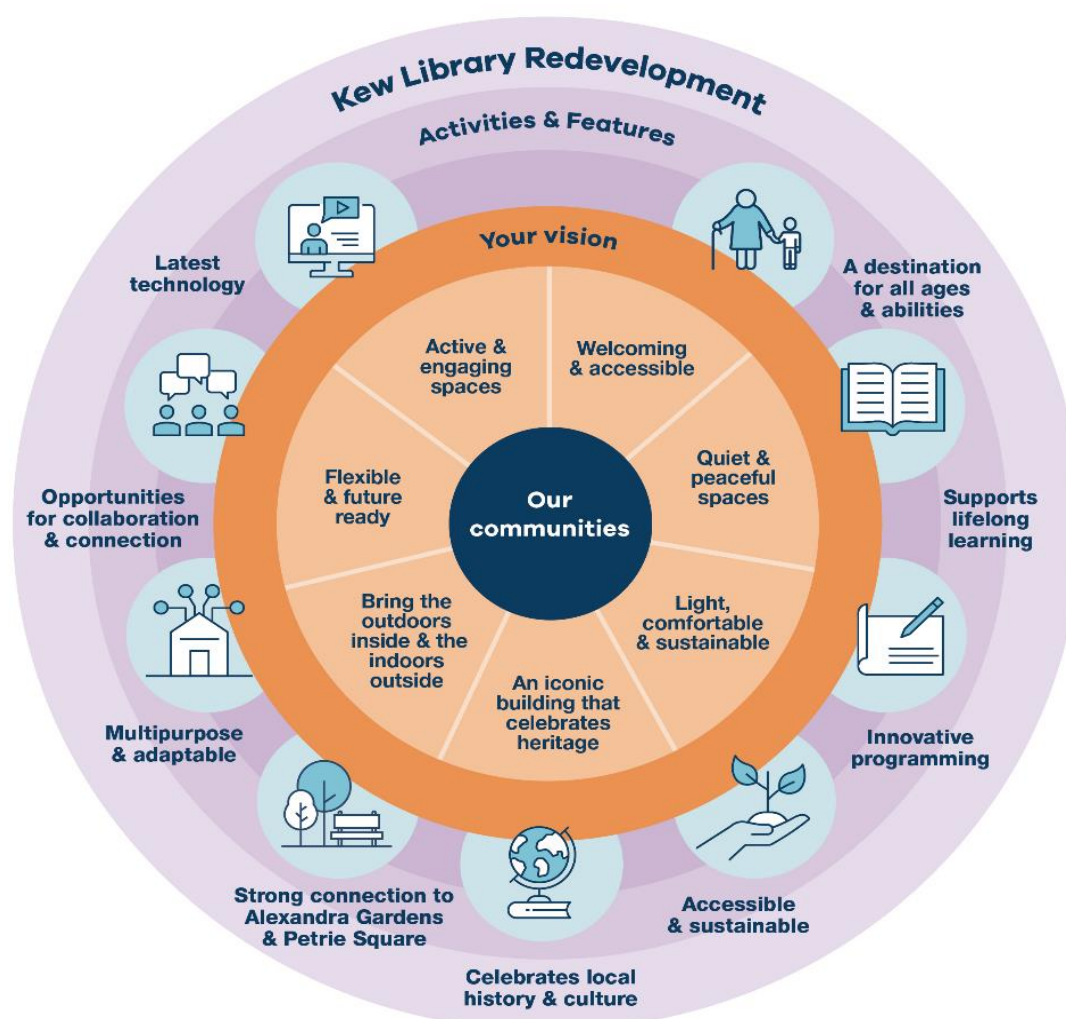 Kew Library Redevelopment
Activities & Features
Your vision
Our
communities
Welcoming
& accessible
Quiet &
peaceful
spaces
Light,
comfortable
& sustainable
An iconic
building that
celebrates
heritage
Bring the
outdoors
inside & the
indoors
outside
Flexible
& future
ready
Active &
engaging
spaces
A destination
for all ages
& abilities
Supports
lifelong
learning
Innovative
programming
Accessible
& sustainable
Celebrates local
history & culture
Strong connection to
Alexandra Gardens
& Petrie Square
Multipurpose
& adaptable
Opportunities
for collaboration
& connection
Latest
technology